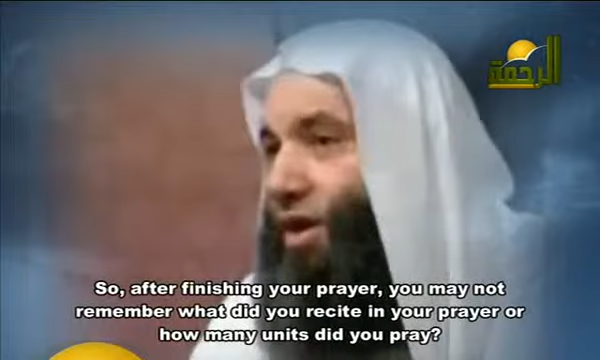 الرحمة
So, after finishing your prayer, you may not
remember what did you recite in your prayer or
how many units did you pray?